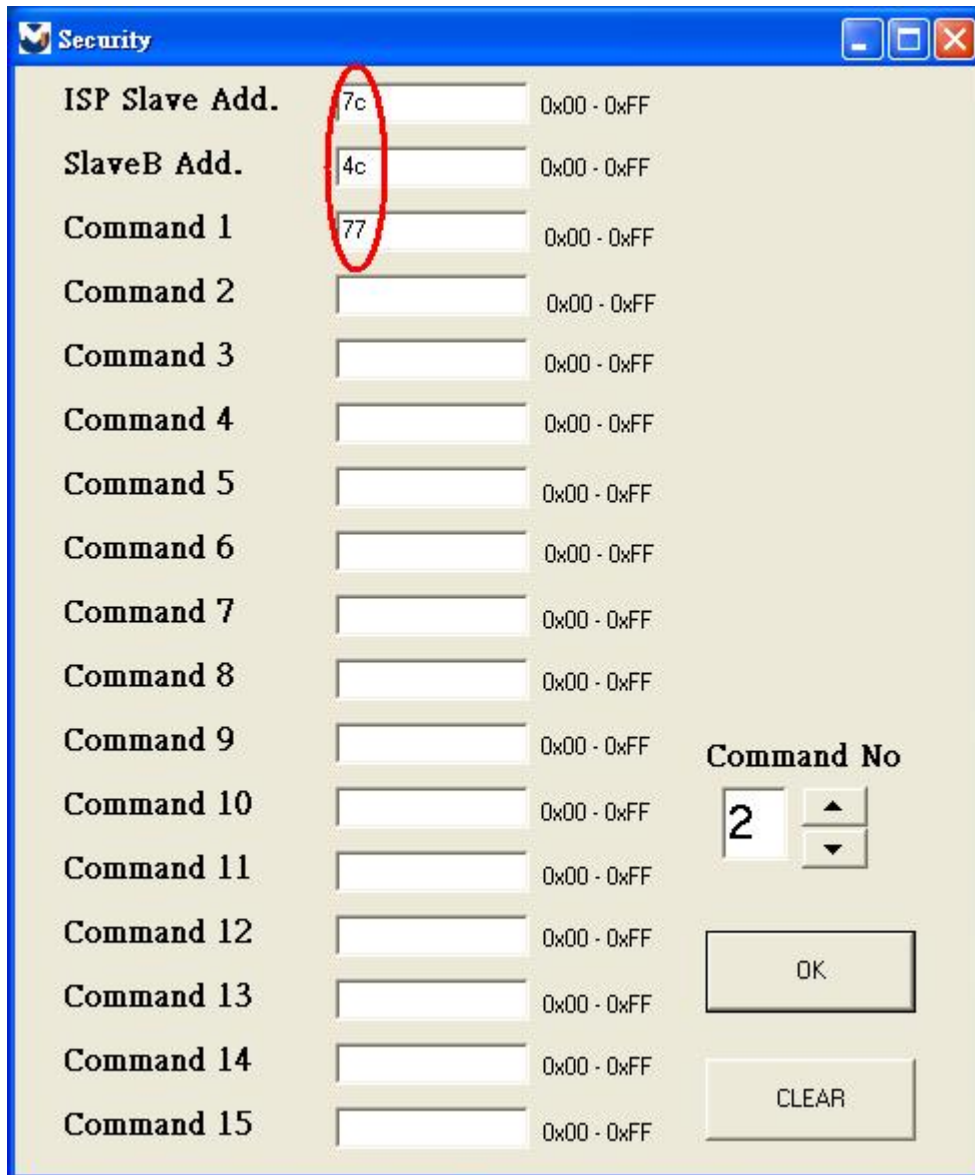 Security
ISP Slave Add. 7c 0x00 - 0xFF
SlaveB Add. 4c 0x00 - 0xFF
Command 1 77 0x00 - 0xFF
Command 2 0x00 - 0xFF
Command 3 0x00 - 0xFF
Command 4 0x00 - 0xFF
Command 5 0x00 - 0xFF
Command 6 0x00 - 0xFF
Command 7 0x00 - 0xFF
Command 8 0x00 - 0xFF
Command 9 0x00 - 0xFF
Command No
Command 10 0x00 - 0xFF
2
Command 11 0x00 - 0xFF
Command 12 0x00 - 0xFF
OK
Command 13 0x00 - 0xFF
Command 14 0x00 - 0xFF
CLEAR
Command 15 0x00 - 0xFF